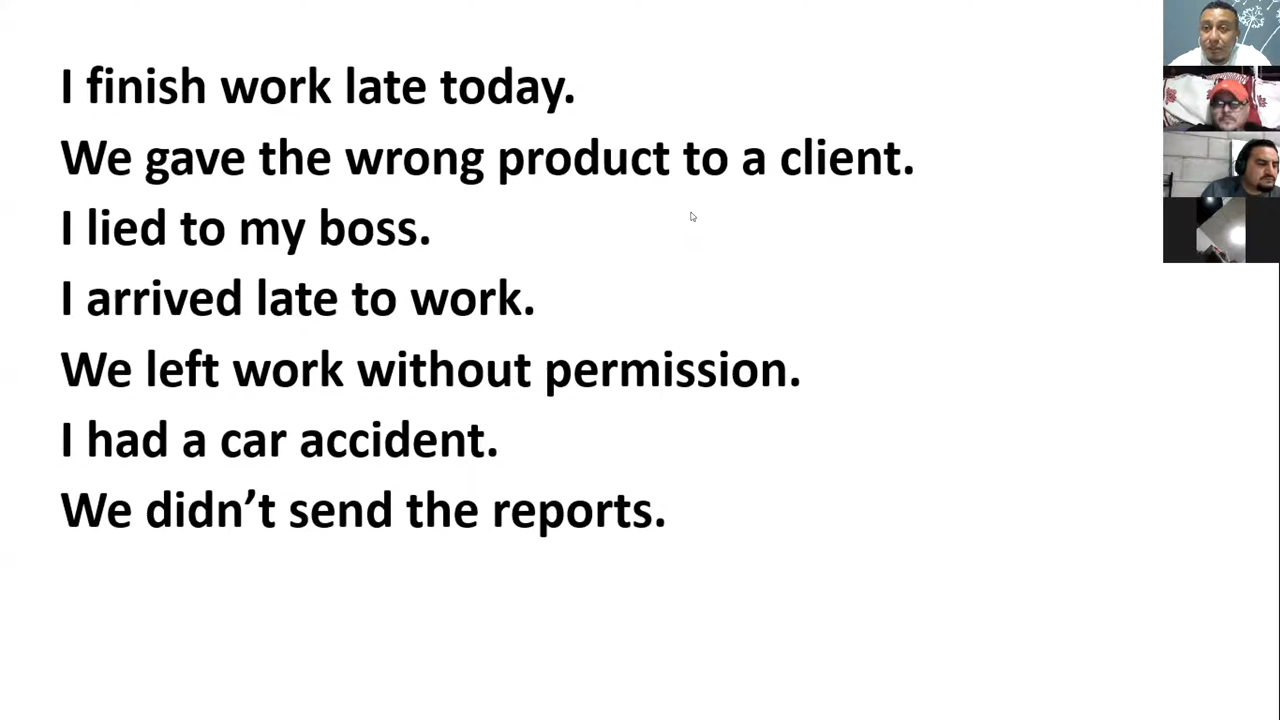 I finish work late today.
We gave the wrong product to a client.
I lied to my boss.
I arrived late to work.
We left work without permission.
I had a car accident.
We didn’t send the reports.